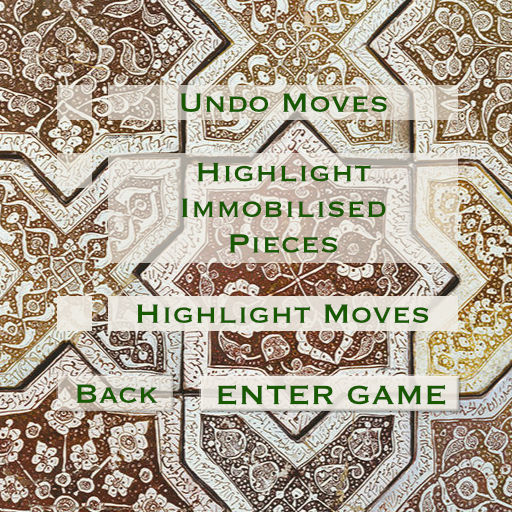 UNDO MOVES
HIGHLIGHT
IMMOBILISED
PIECES
HIGHLIGHT MOVES
BACK
ENTER GAME